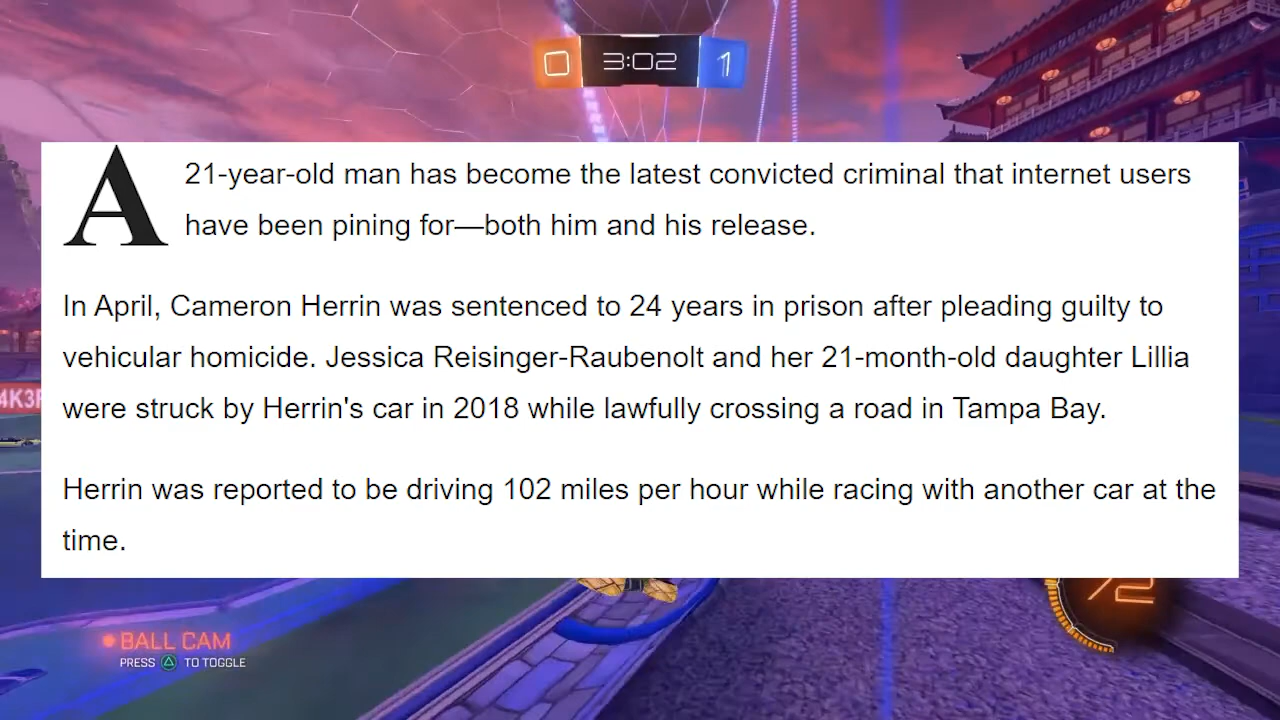 0 3:02 1
A 21-year-old man has become the latest convicted criminal that internet users
have been pining for—both him and his release.
In April, Cameron Herrin was sentenced to 24 years in prison after pleading guilty to
vehicular homicide. Jessica Reisinger-Raubenolt and her 21-month-old daughter Lillia
were struck by Herrin's car in 2018 while lawfully crossing a road in Tampa Bay.
Herrin was reported to be driving 102 miles per hour while racing with another car at the
time.
72
BALL CAM
PRESS TO TOGGLE